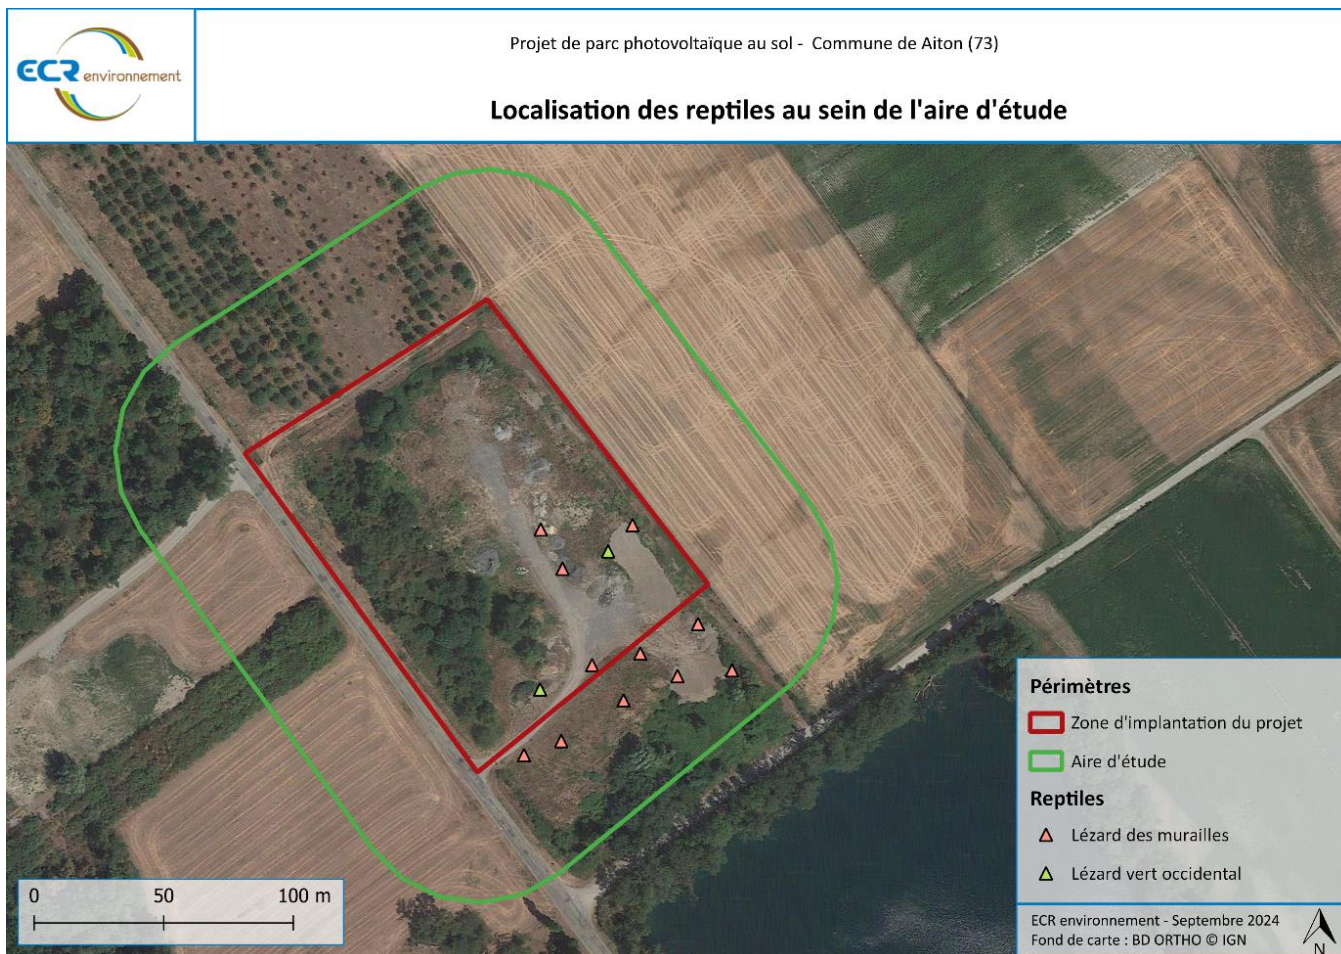 ECR environnement
Projet de parc photovoltaïque au sol - Commune de Aiton (73)
Localisation des reptiles au sein de l'aire d'étude
Périmètres
Zone d'implantation du projet
Aire d'étude
Reptiles
Lézard des murailles
Lézard vert occidental
0 50 100 m
ECR environnement - Septembre 2024
Fond de carte : BD ORTHO © IGN
N